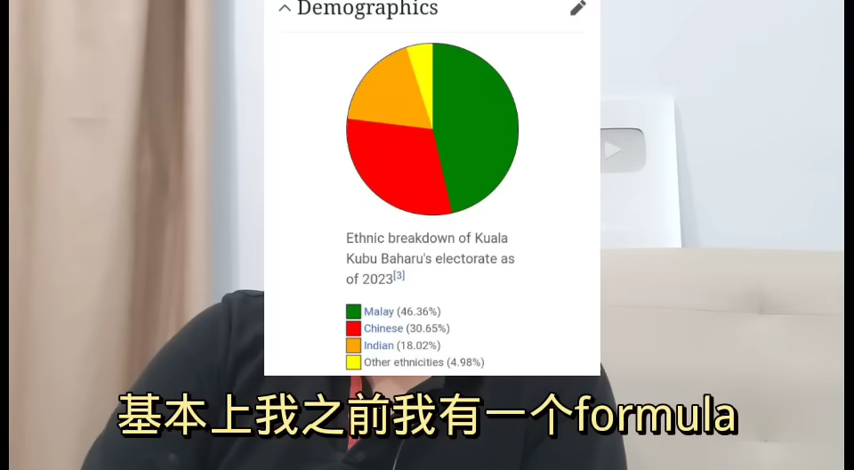 Demographics
Ethnic breakdown of Kuala
Kubu Baharu's electorate as
of 2023[3]
Malay (46.36%)
Chinese (30.65%)
Indian (18.02%)
Other ethnicities (4.98%)
基本上我之前我有一个formula